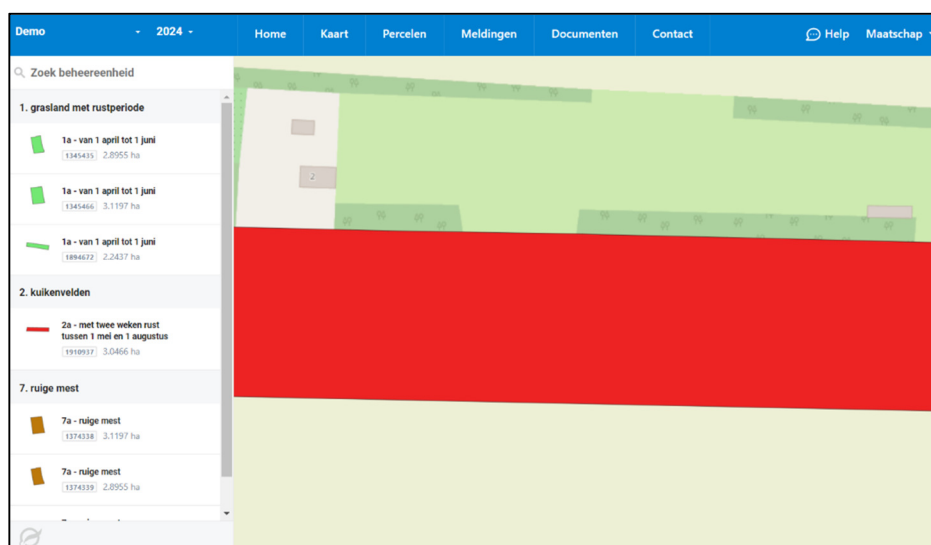 Demo 2024 Home Kaart Percelen Meldingen Documenten Contact Help Maatschap
Zoek beheereenheid
1. grasland met rustperiode
1a - van 1 april tot 1 juni
1345435 2.8955 ha
1a - van 1 april tot 1 juni
1345466 3.1197 ha
1a - van 1 april tot 1 juni
1894672 2.2437 ha
2. kuikenvelden
2a - met twee weken rust
tussen 1 mei en 1 augustus
1910937 3.0466 ha
7. ruige mest
7a - ruige mest
1374338 3.1197 ha
7a - ruige mest
1374339 2.8955 ha
2